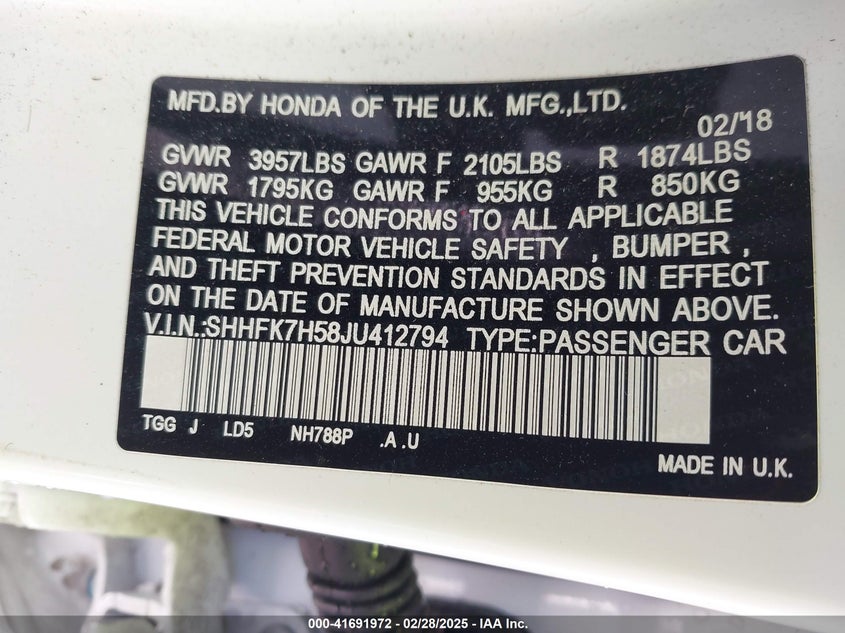 MFD.BY HONDA OF THE U.K. MFG.,LTD.
02/'18
GVWR 3957LBS GAWR F 2105LBS R 1874LBS
GVWR 1795KG GAWR F 955KG R 850KG
THIS VEHICLE CONFORMS TO ALL APPLICABLE
FEDERAL MOTOR VEHICLE SAFETY , BUMPER ,
AND THEFT PREVENTION STANDARDS IN EFFECT
ON THE DATE OF MANUFACTURE SHOWN ABOVE.
V.I.N.:SHHFK7H58JU412794 TYPE:PASSENGER CAR
TGG J LD5 NH788P .A .U
MADE IN U.K.
000-41691972 / 02/28/2025 — IAA Inc.